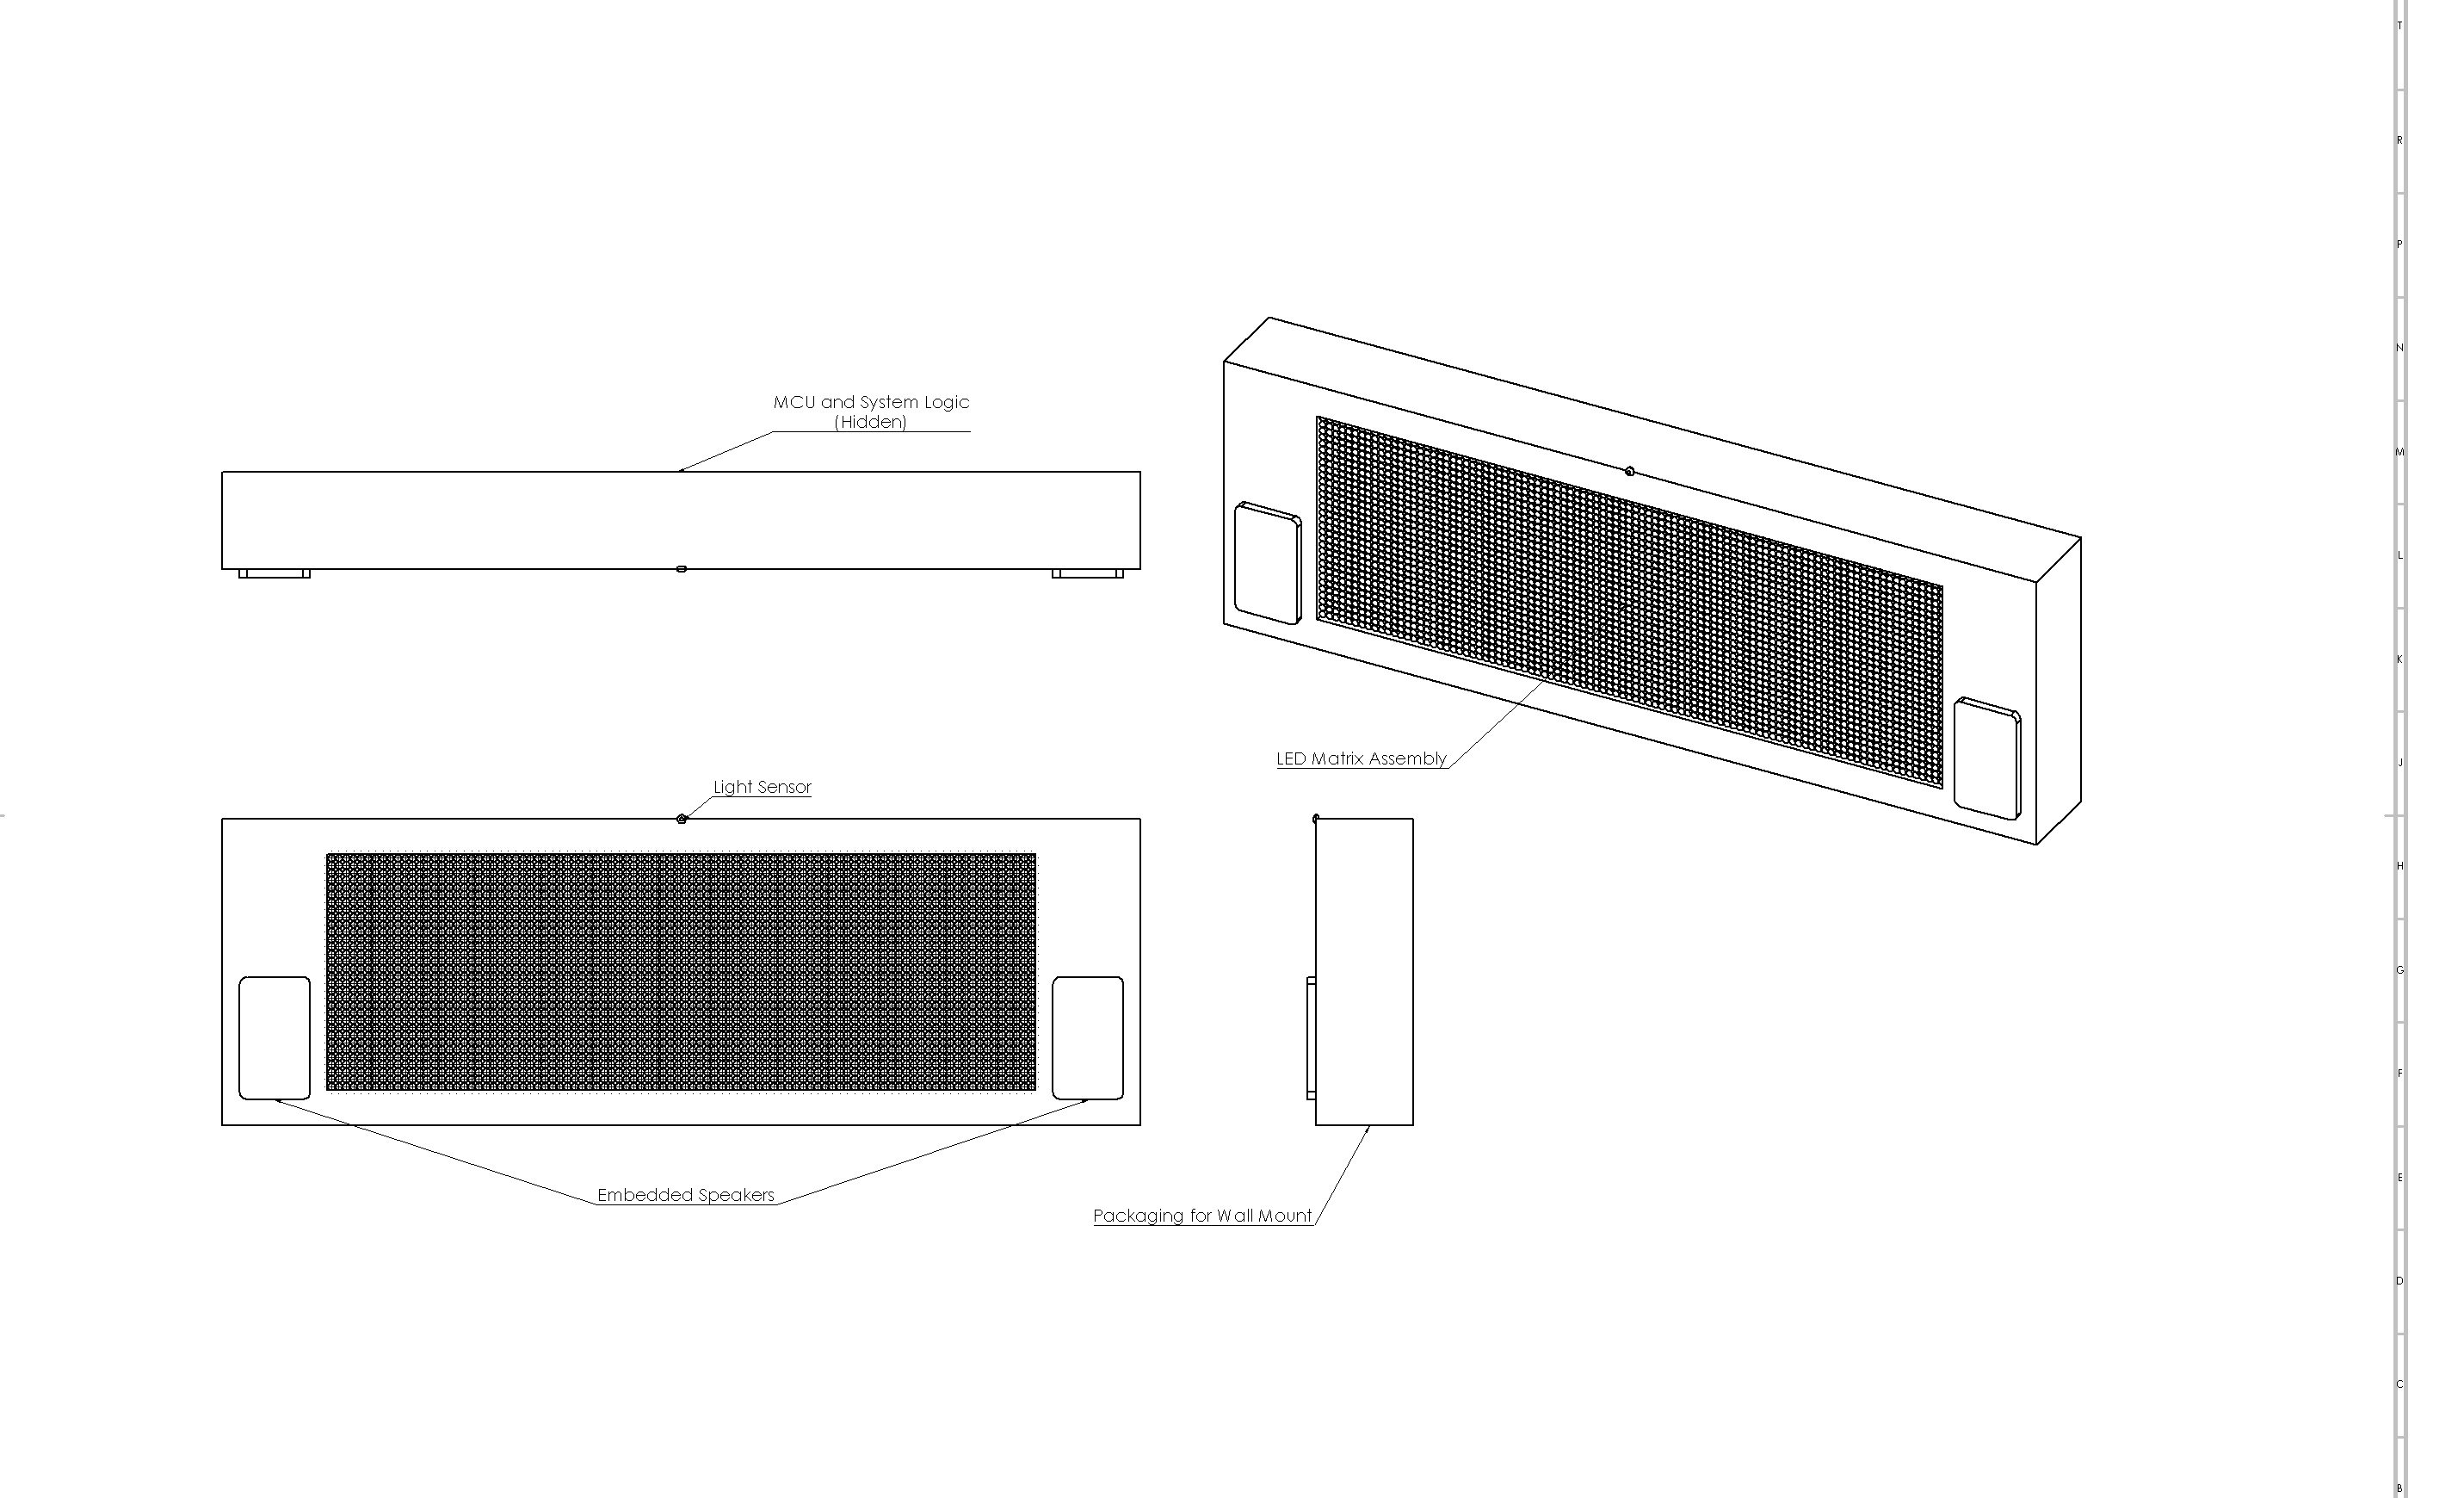 MCU and System Logic
(Hidden)
Light Sensor
LED Matrix Assembly
Embedded Speakers
Packaging for Wall Mount
T
R
P
N
M
L
K
J
H
G
F
E
D
C
B